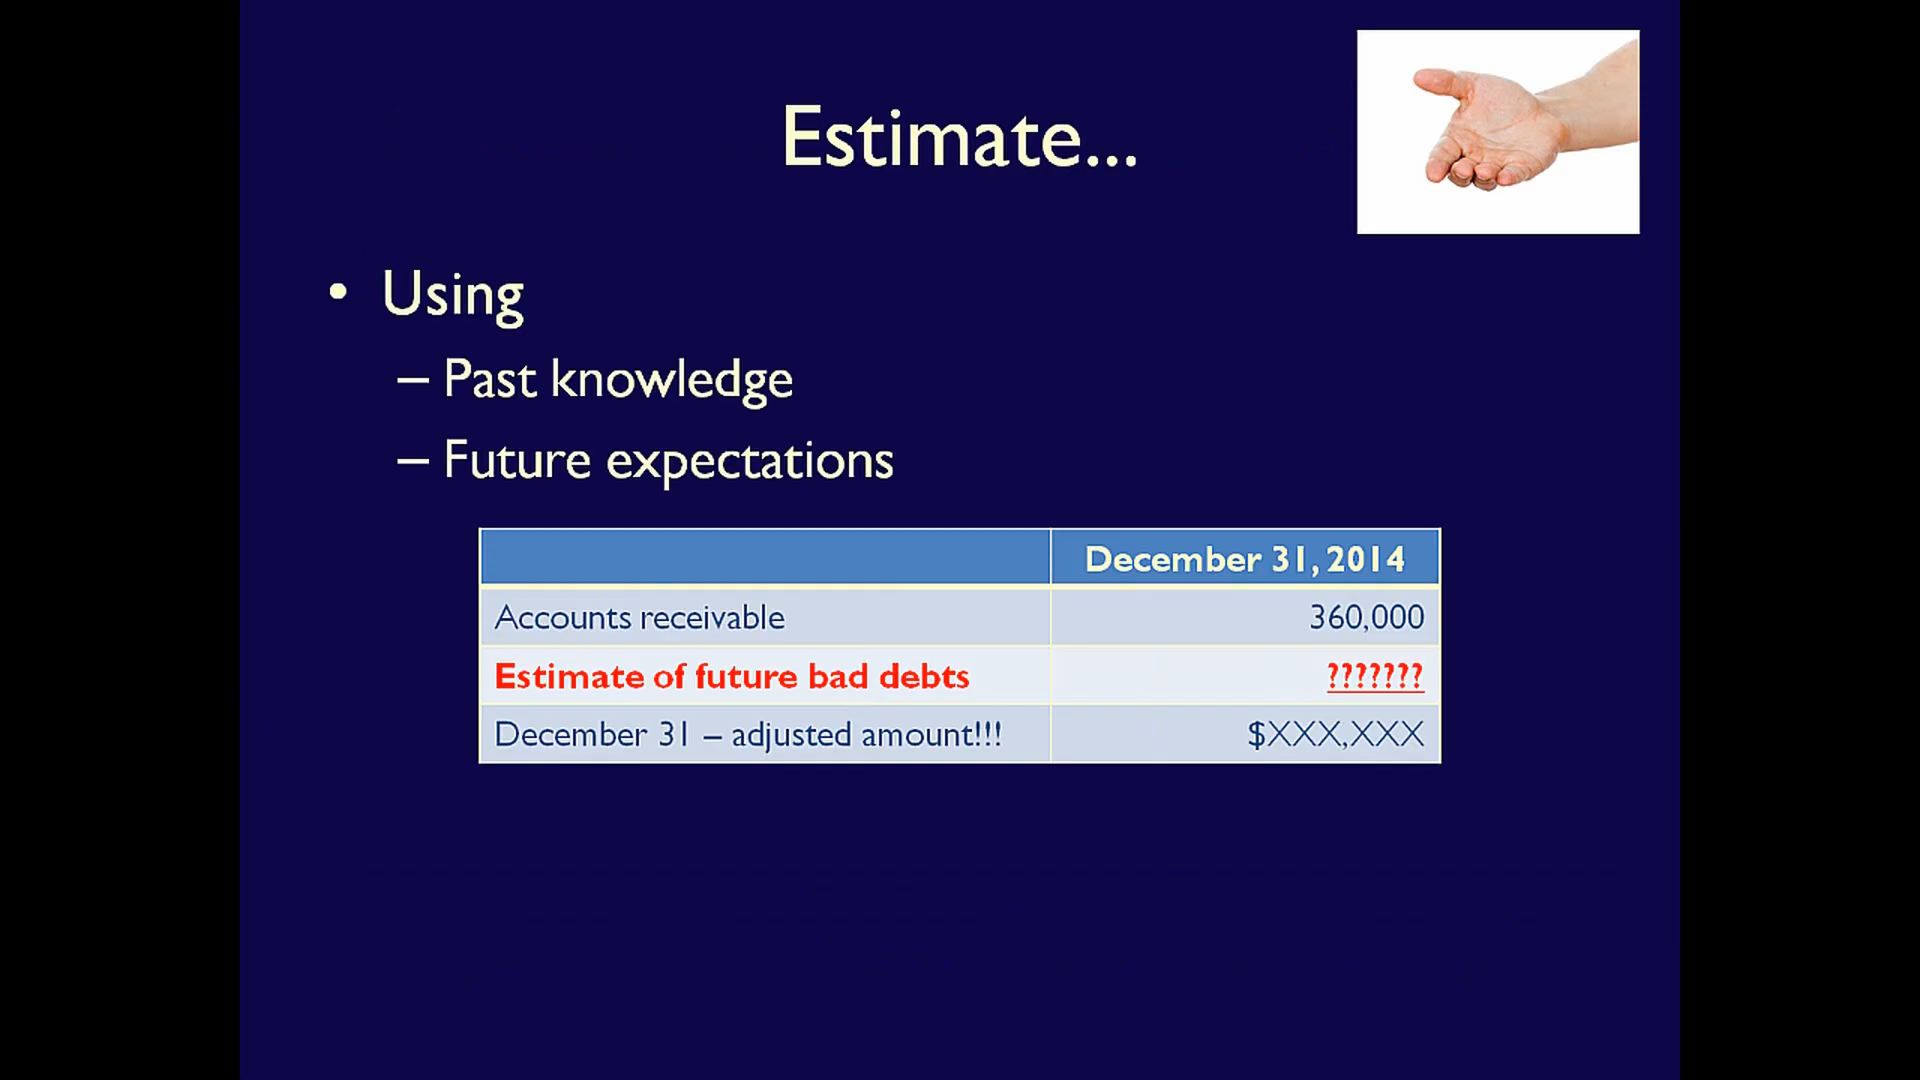 Estimate...
• Using
– Past knowledge
– Future expectations
December 31, 2014
Accounts receivable 360,000
Estimate of future bad debts ???????
December 31 – adjusted amount!!! $XXX,XXX